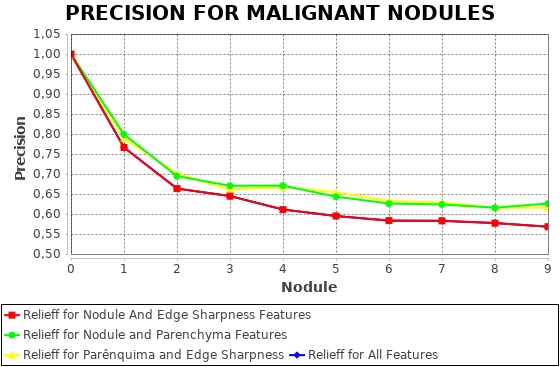 PRECISION FOR MALIGNANT NODULES
1,05
1,00
0,95
0,90
0,85
0,80
0,75
0,70
0,65
0,60
0,55
0,50
Precision
0 1 2 3 4 5 6 7 8 9
Nodule
Relieff for Nodule And Edge Sharpness Features
Relieff for Nodule and Parenchyma Features
Relieff for Parênquima and Edge Sharpness Relieff for All Features